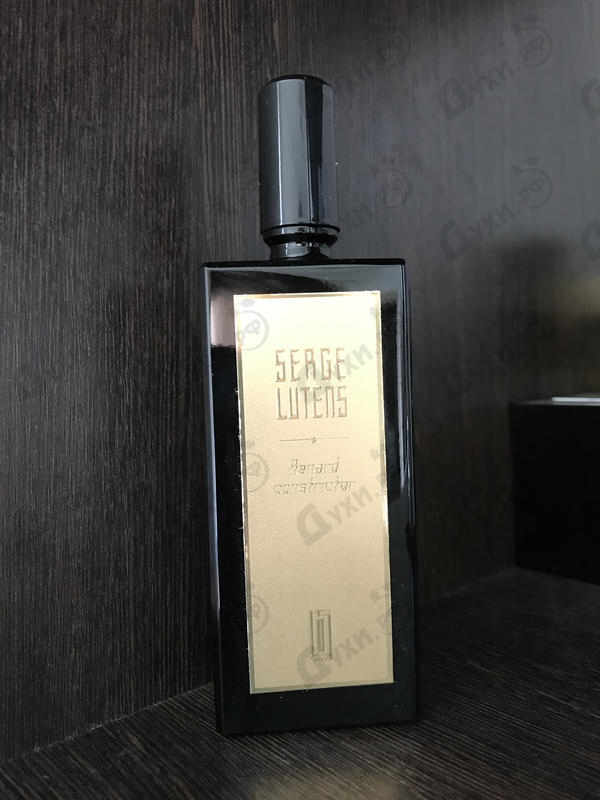 SERGE
LUTENS
Renard
constrictor
Духи.рф